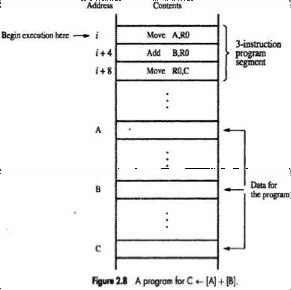 Address Contents
Begin execution here i Move A,R0
i + 4 Add B,R0
i + 8 Move R0,C
3-instruction
program
segment
A
B
Data for
the program
C
Figure 2.8 A program for C ← [A] + [B].